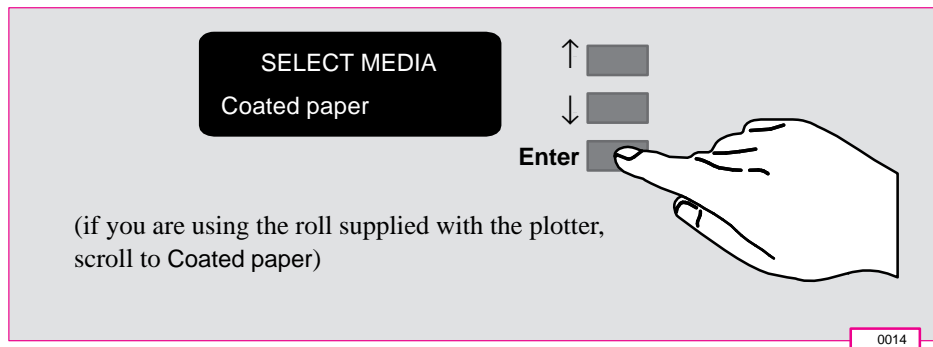 SELECT MEDIA
Coated paper
↑
↓
Enter
(if you are using the roll supplied with the plotter,
scroll to Coated paper)
0014